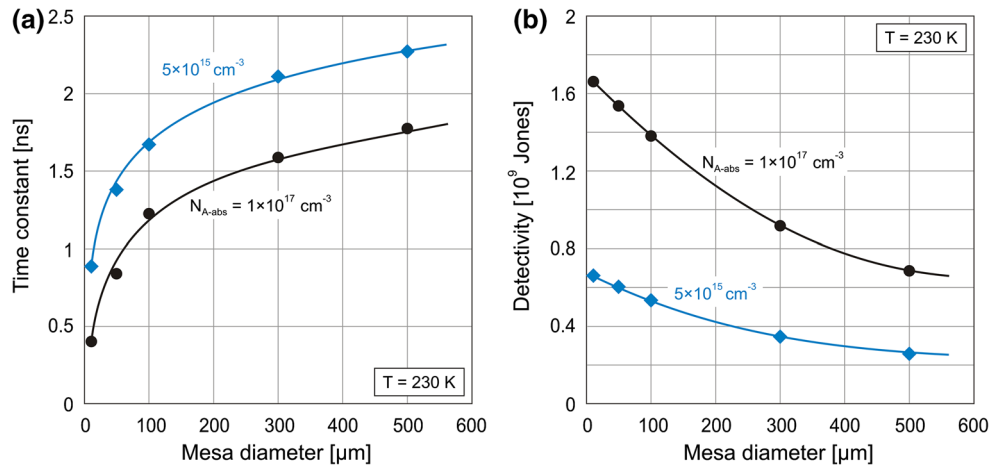 (a)
2.5
2
1.5
1
0.5
0
Time constant [ns]
5×10¹⁵ cm⁻³
N_A-abs = 1×10¹⁷ cm⁻³
T = 230 K
0 100 200 300 400 500 600
Mesa diameter [µm]
(b)
2
1.6
1.2
0.8
0.4
0
Detectivity [10⁹ Jones]
T = 230 K
N_A-abs = 1×10¹⁷ cm⁻³
5×10¹⁵ cm⁻³
0 100 200 300 400 500 600
Mesa diameter [µm]